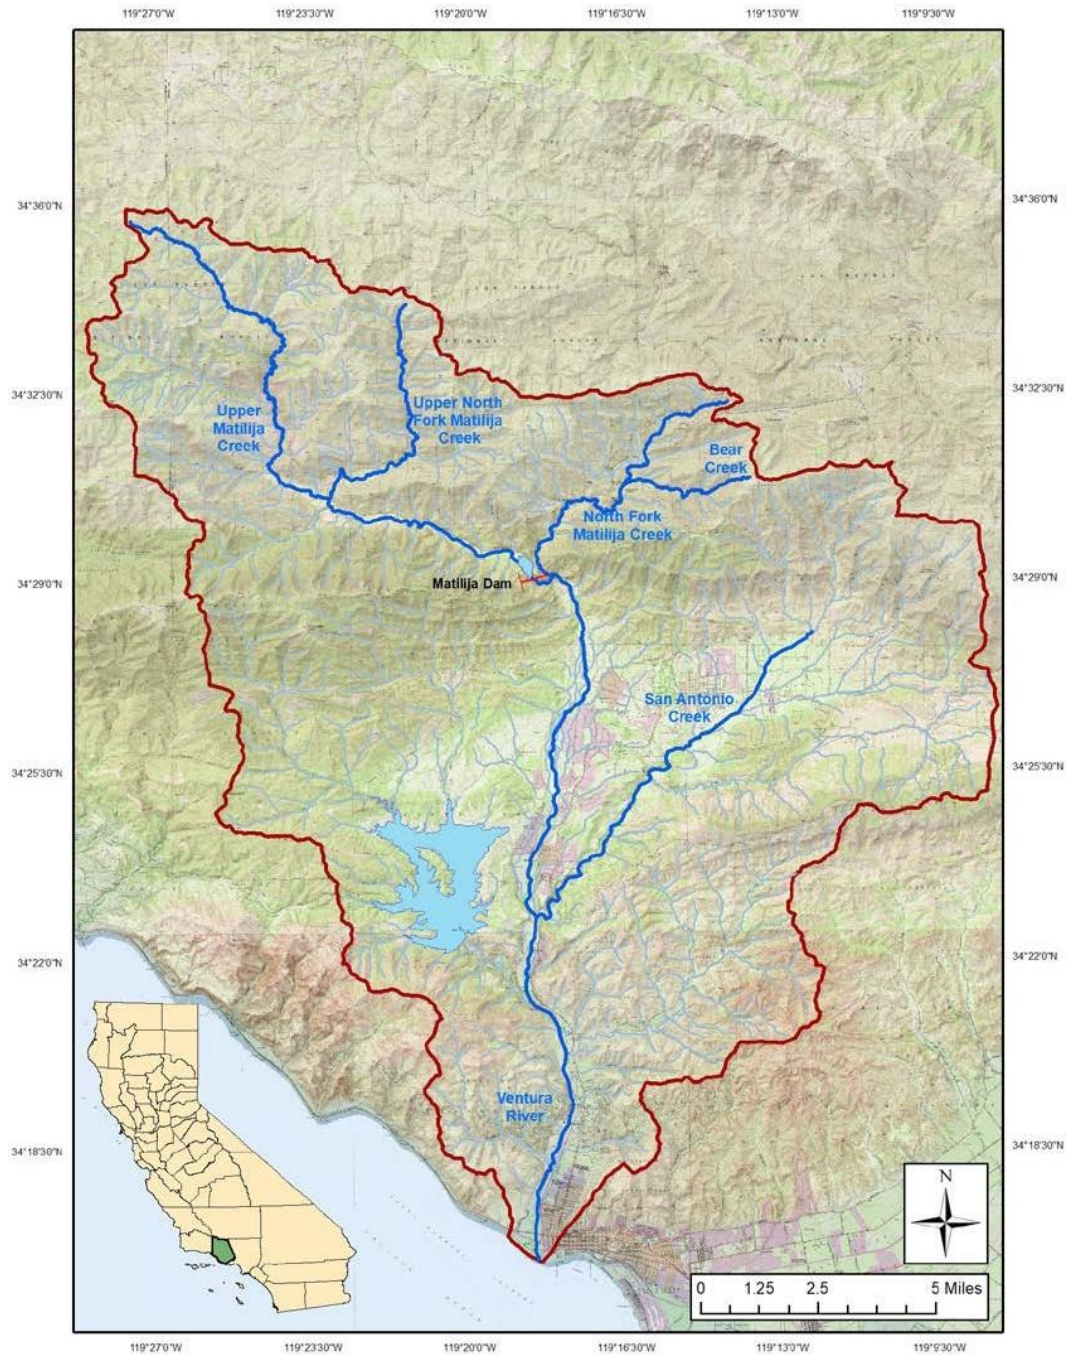 119°27'0"W 119°23'30"W 119°20'0"W 119°16'30"W 119°13'0"W 119°9'30"W
34°36'0"N 34°36'0"N
34°32'30"N 34°32'30"N
Upper
Matilija
Creek
Upper North
Fork Matilija
Creek
Bear
Creek
North Fork
Matilija Creek
Matilija Dam
34°29'0"N 34°29'0"N
San Antonio
Creek
34°25'30"N 34°25'30"N
34°22'0"N 34°22'0"N
Ventura
River
34°18'30"N 34°18'30"N
N
0 1.25 2.5 5 Miles
119°27'0"W 119°23'30"W 119°20'0"W 119°16'30"W 119°13'0"W 119°9'30"W